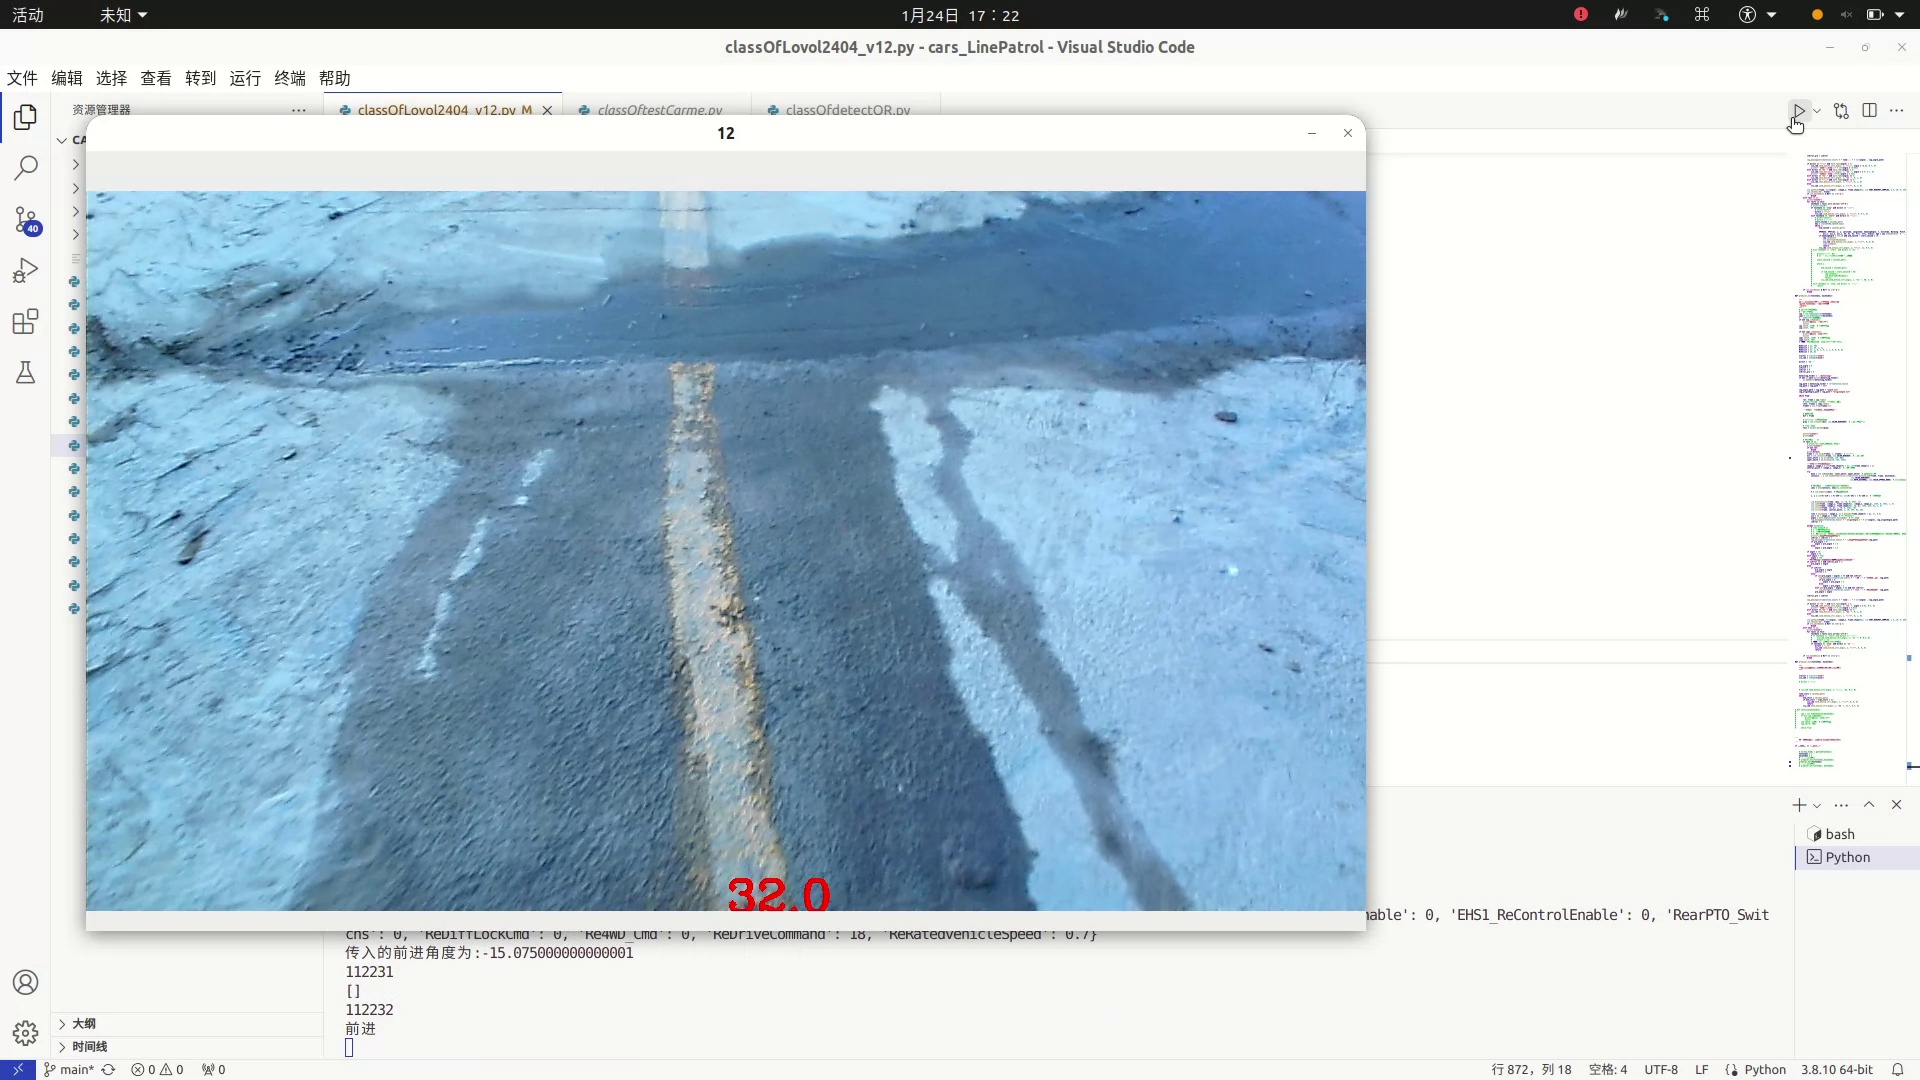 活动
未知
1月24日 17：22
classOfLovol2404_v12.py - cars_LinePatrol - Visual Studio Code
文件 编辑 选择 查看 转到 运行 终端 帮助
资源管理器
classOfLovol2404_v12.py M
classOftestCarme.py
classOfdetectQR.py
CA
12
40
32.0
bash
Python
able': 0, 'EHS1_ReControlEnable': 0, 'RearPTO_Swit
chs': 0, 'ReDiffLockCmd': 0, 'Re4WD_Cmd': 0, 'ReDriveCommand': 18, 'ReRatedVehicleSpeed': 0.7}
传入的前进角度为:-15.075000000000001
112231
[]
112232
前进
大纲
时间线
main*
0 0
0
行 872，列 18
空格: 4
UTF-8
LF
Python
3.8.10 64-bit